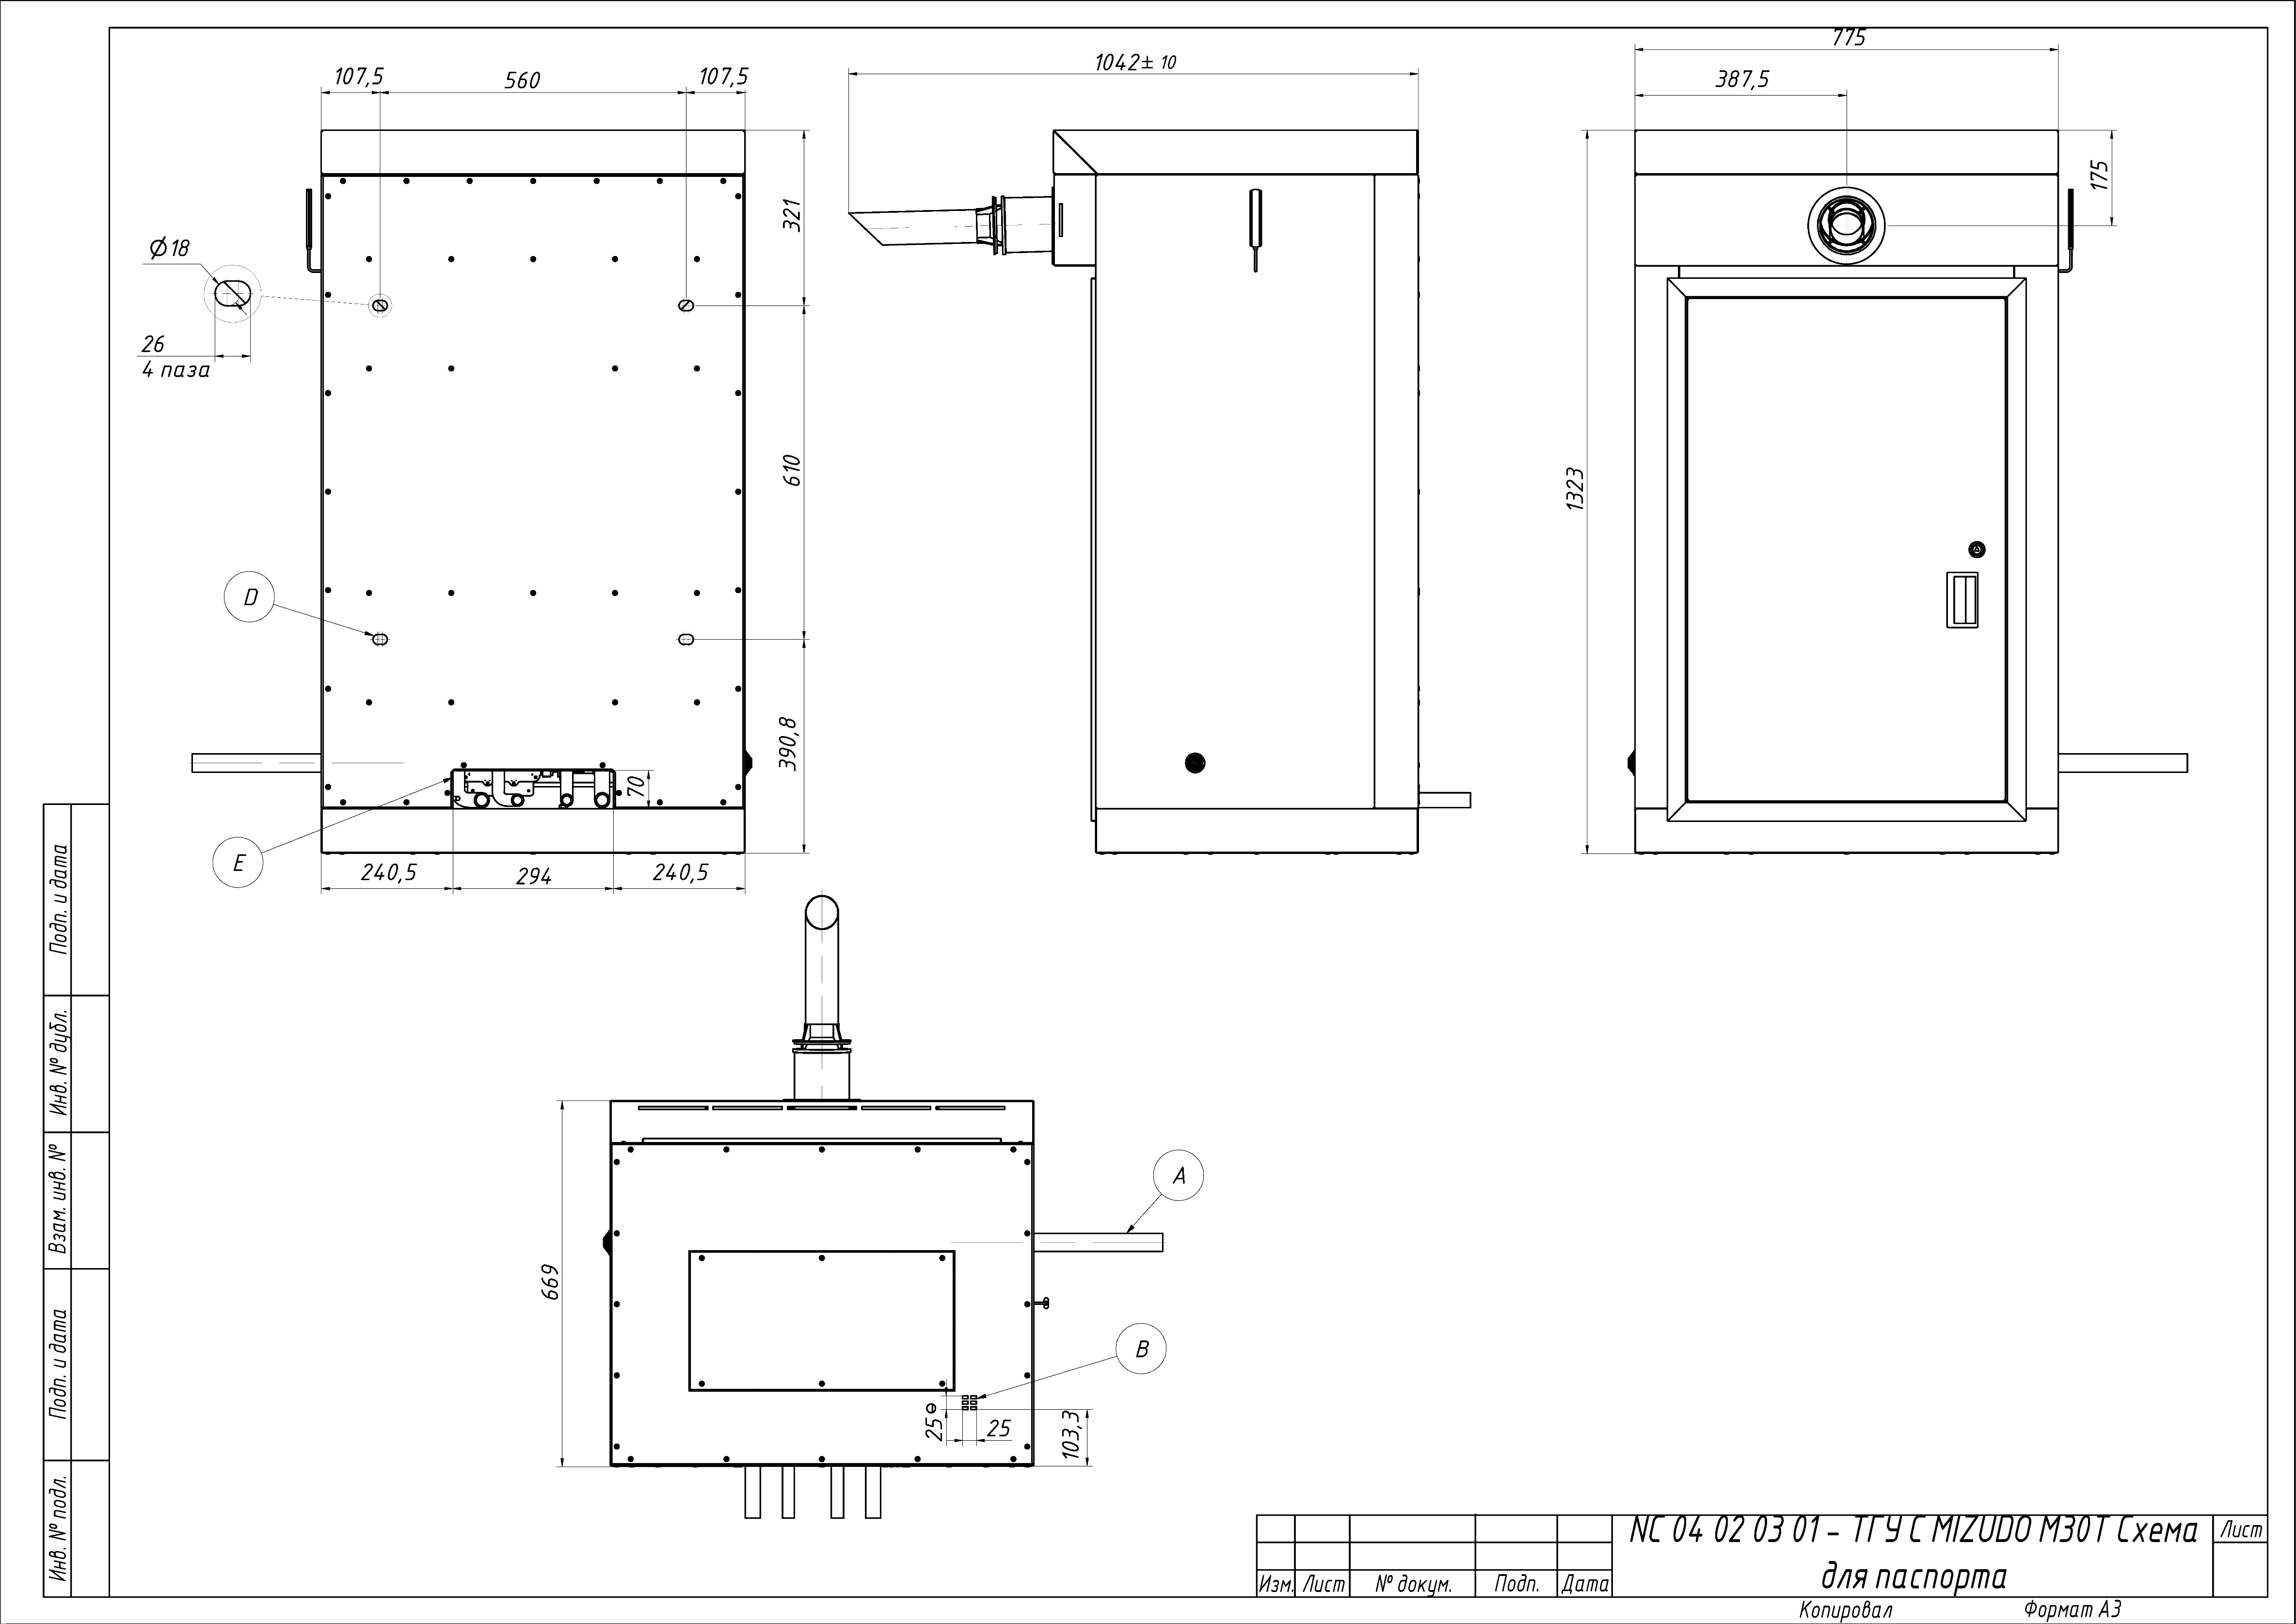 107,5
560
107,5
1042± 10
775
387,5
321
175
Ø18
26
4 паза
610
1323
D
390,8
70
E
240,5
294
240,5
A
669
B
25
25
103,3
Подп. и дата
Инв. № дубл.
Взам. инв. №
Подп. и дата
Инв. № подл.
NC 04 02 03 01 - ТГУ С MIZUDO М30Т Схема
для паспорта
Лист
Изм. Лист № докум. Подп. Дата
Копировал Формат А3